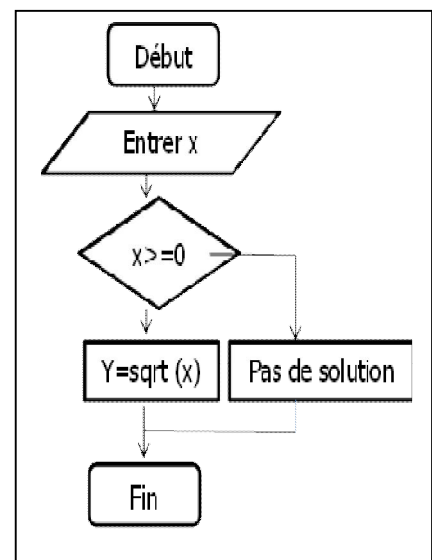 Début
Entrer x
x>=0
Y=sqrt (x)
Pas de solution
Fin